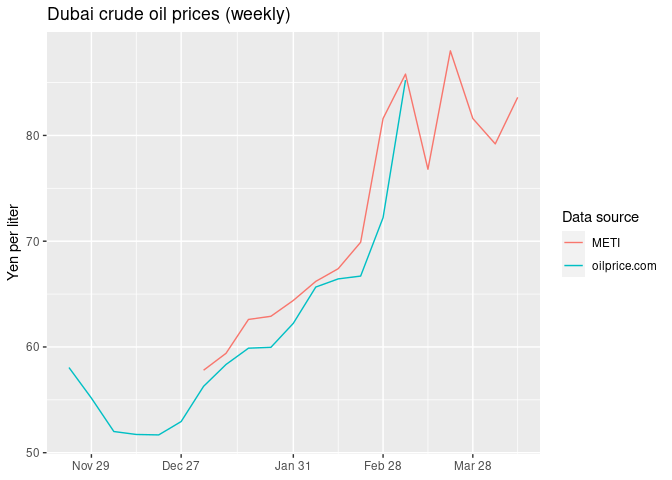 Dubai crude oil prices (weekly)
Yen per liter
80
70
60
50
Nov 29 Dec 27 Jan 31 Feb 28 Mar 28
Data source
METI
oilprice.com